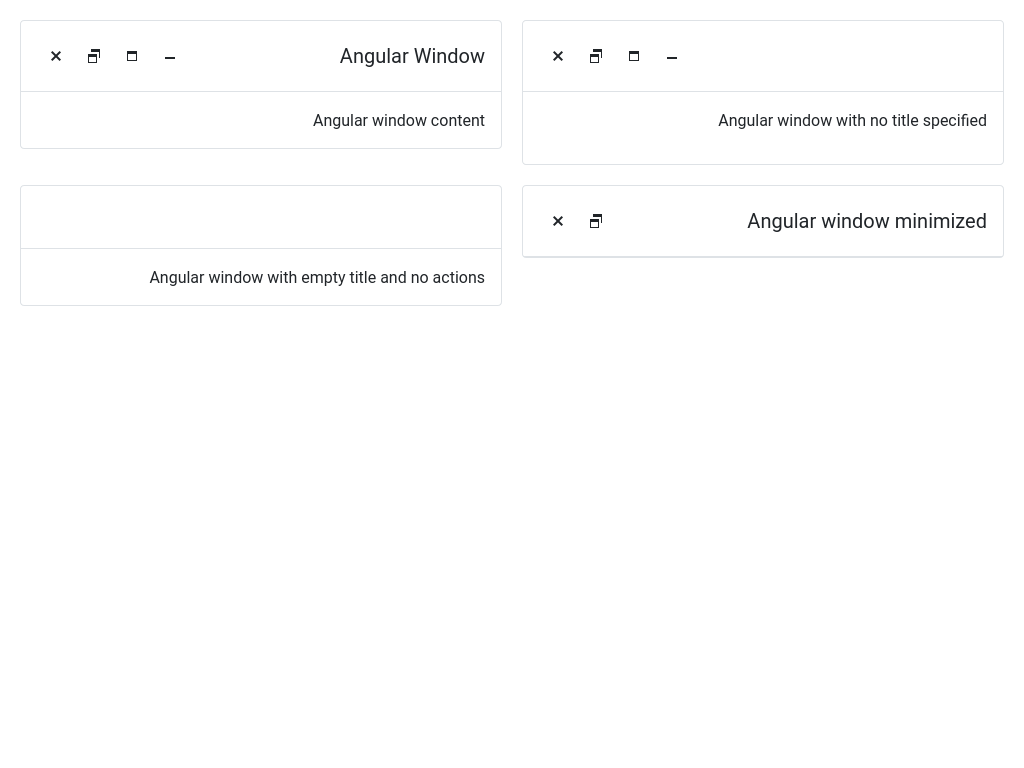 Angular Window
Angular window content
Angular window with no title specified
Angular window with empty title and no actions
Angular window minimized